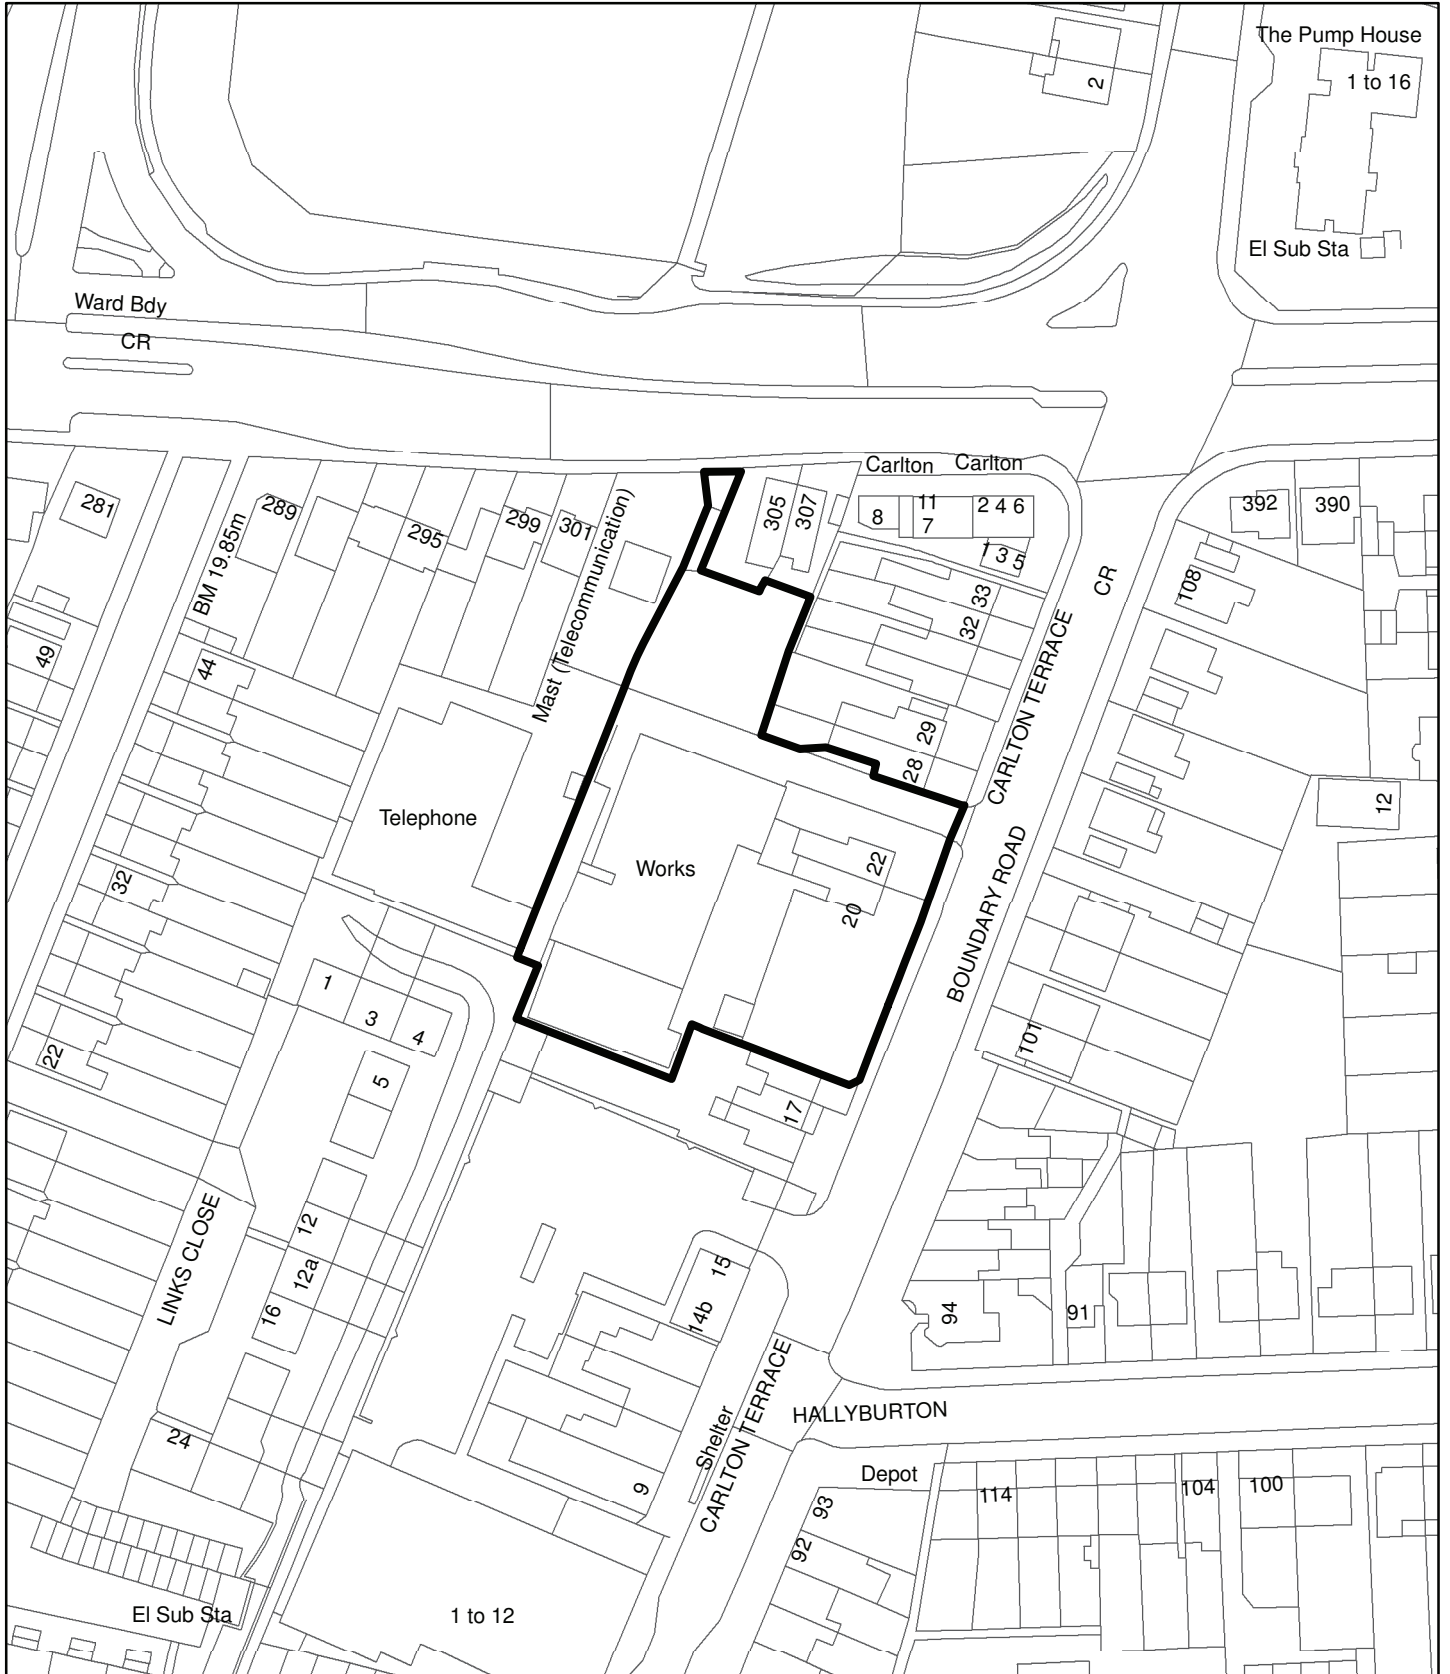 The Pump House
1 to 16
2
El Sub Sta
Ward Bdy
CR
Carlton Carlton
281
289
295
299
301
305
307
8
11
7
2 4 6
1 3 5
392
390
BM 19.85m
Mast (Telecommunication)
33
32
CR
108
49
44
29
28
CARLTON TERRACE
12
Telephone
Works
22
20
32
BOUNDARY ROAD
1
3
4
5
22
101
17
LINKS CLOSE
12
12a
16
15
14b
94
91
24
Shelter
CARLTON TERRACE
HALLYBURTON
9
Depot
93
92
114
104
100
El Sub Sta
1 to 12